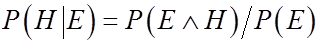 P(H|E) = P(E ∧ H)/P(E)